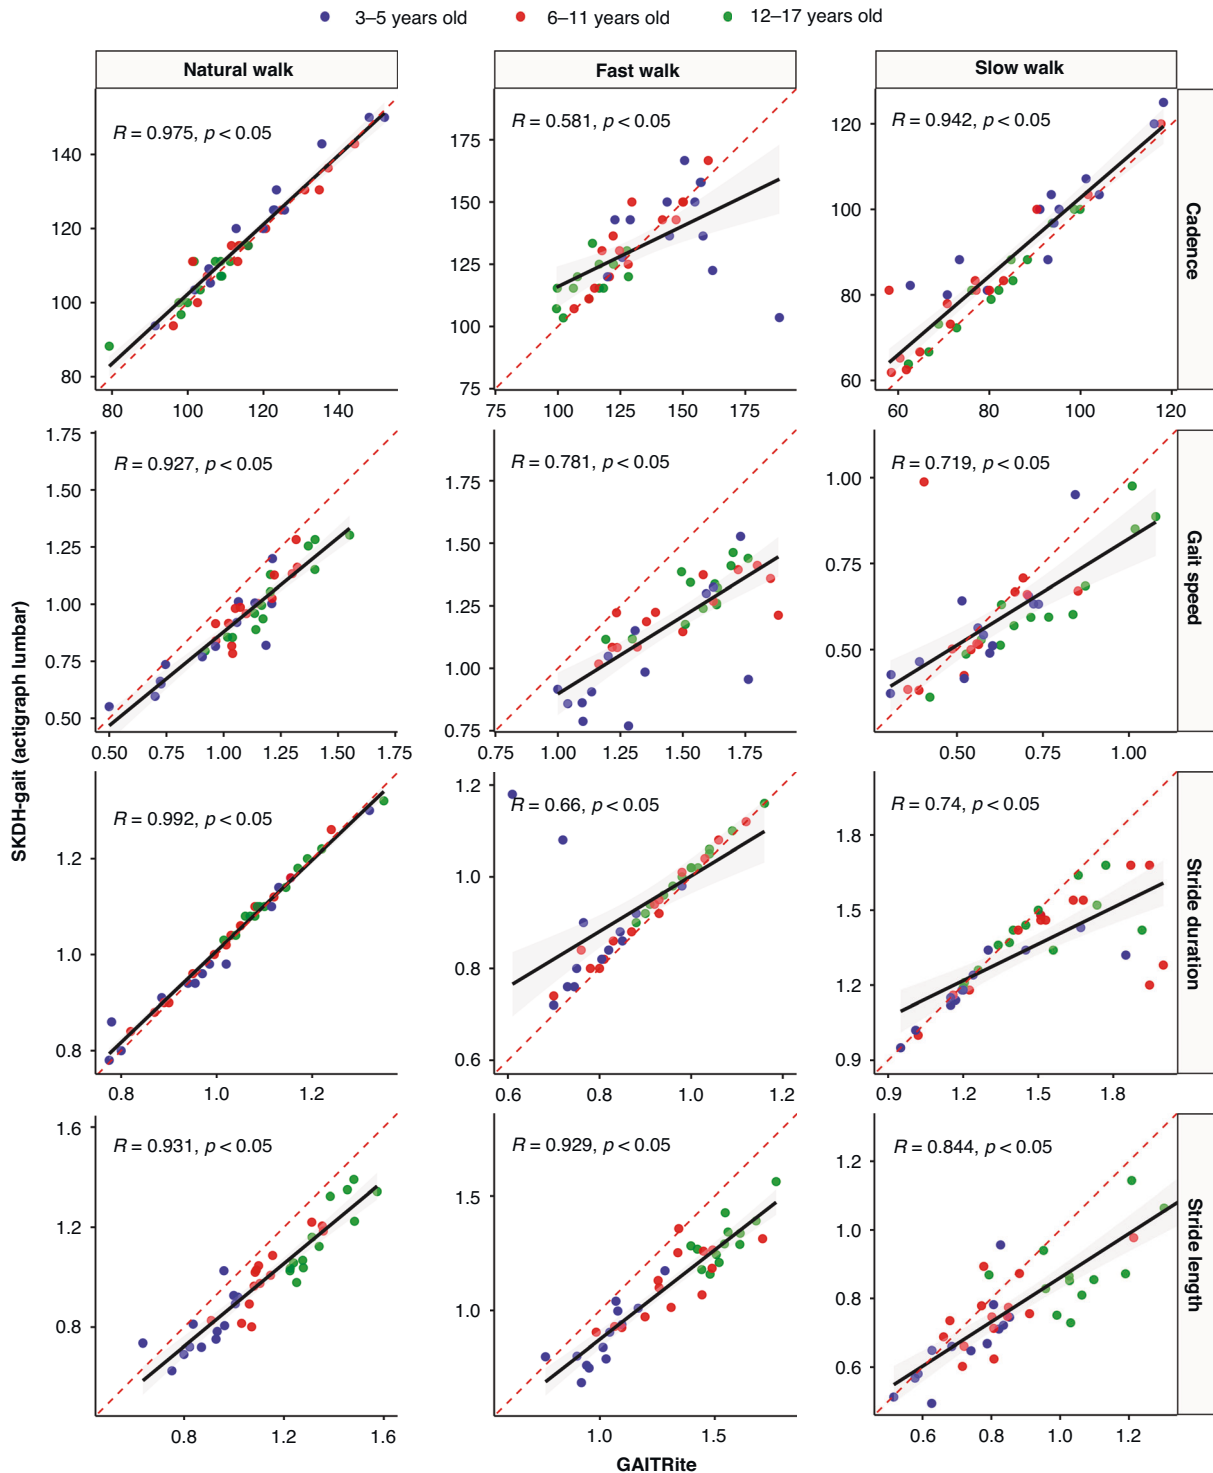 3–5 years old 6–11 years old 12–17 years old
Natural walk Fast walk Slow walk
R = 0.975, p < 0.05
140
120
100
80
80 100 120 140
R = 0.581, p < 0.05
175
150
125
100
75
75 100 125 150 175
R = 0.942, p < 0.05
120
100
80
60
60 80 100 120
Cadence
R = 0.927, p < 0.05
1.75
1.50
1.25
1.00
0.75
0.50
0.50 0.75 1.00 1.25 1.50 1.75
R = 0.781, p < 0.05
1.75
1.50
1.25
1.00
0.75
0.75 1.00 1.25 1.50 1.75
R = 0.719, p < 0.05
1.00
0.75
0.50
0.50 0.75 1.00
Gait speed
SKDH-gait (actigraph lumbar)
R = 0.992, p < 0.05
1.2
1.0
0.8
0.8 1.0 1.2
R = 0.66, p < 0.05
1.2
1.0
0.8
0.6
0.6 0.8 1.0 1.2
R = 0.74, p < 0.05
1.8
1.5
1.2
0.9
0.9 1.2 1.5 1.8
Stride duration
R = 0.931, p < 0.05
1.6
1.2
0.8
0.8 1.2 1.6
R = 0.929, p < 0.05
1.5
1.0
1.0 1.5
R = 0.844, p < 0.05
1.2
1.0
0.8
0.6
0.6 0.8 1.0 1.2
Stride length
GAITRite